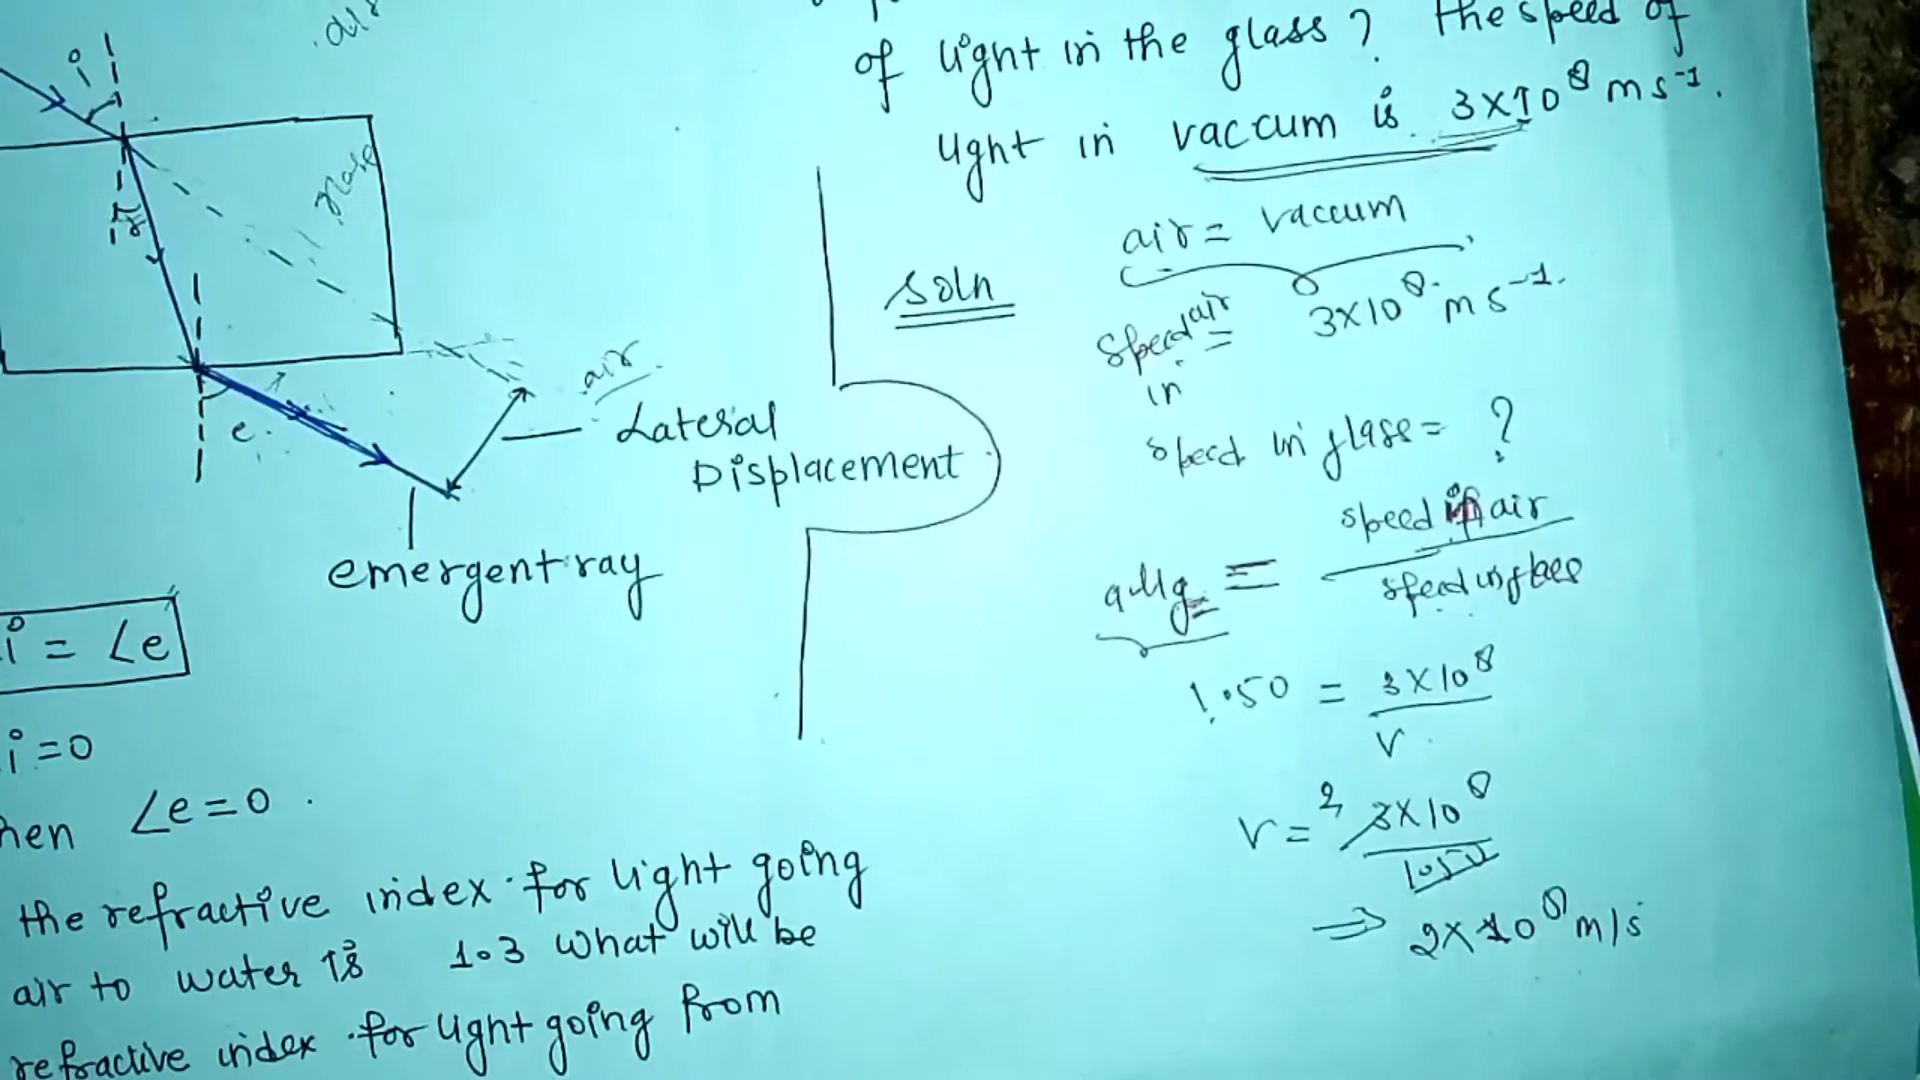 i
r
glass
e
air
Lateral
Displacement
emergent ray
i = ∠e
i = 0
∠e = 0 .
the refractive index for light going
air to water is 1.3 what will be
refractive index for light going from
of light in the glass ? The speed of
light in vaccum is 3×10⁸ ms⁻¹.
Soln
air = vaccum
Speed in air = 3×10⁸ ms⁻¹.
speed in glass = ?
aμg = speed in air
speed in glass
1.50 = 3×10⁸
v
v = 2 3×10⁸
1.50
⇒ 2×10⁸ m/s